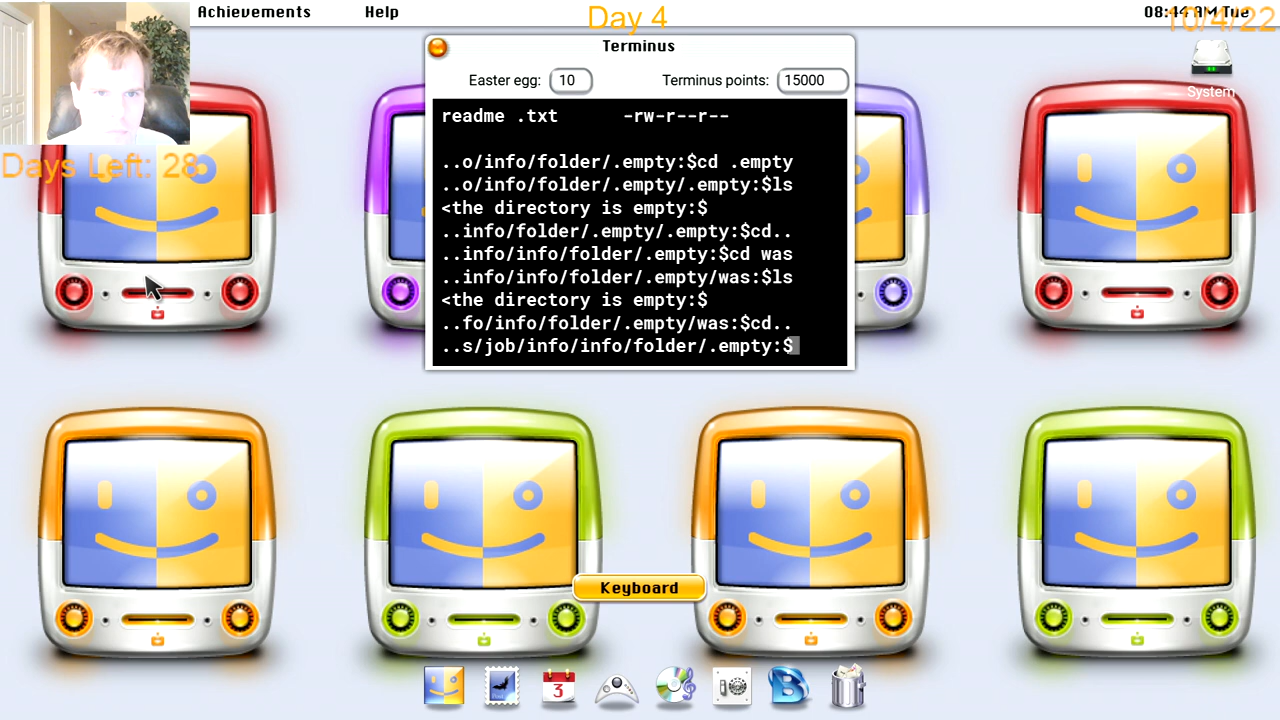 Achievements
Help
Day 4
08:44 AM Tue
10/4/22
Terminus
Easter egg: 10
Terminus points: 15000
System
Days Left: 28
readme .txt -rw-r--r--
..o/info/folder/.empty:$cd .empty
..o/info/folder/.empty/.empty:$ls
<the directory is empty:$
..info/folder/.empty/.empty:$cd..
..info/info/folder/.empty:$cd was
..info/info/folder/.empty/was:$ls
<the directory is empty:$
..fo/info/folder/.empty/was:$cd..
..s/job/info/info/folder/.empty:$
Keyboard
3
B